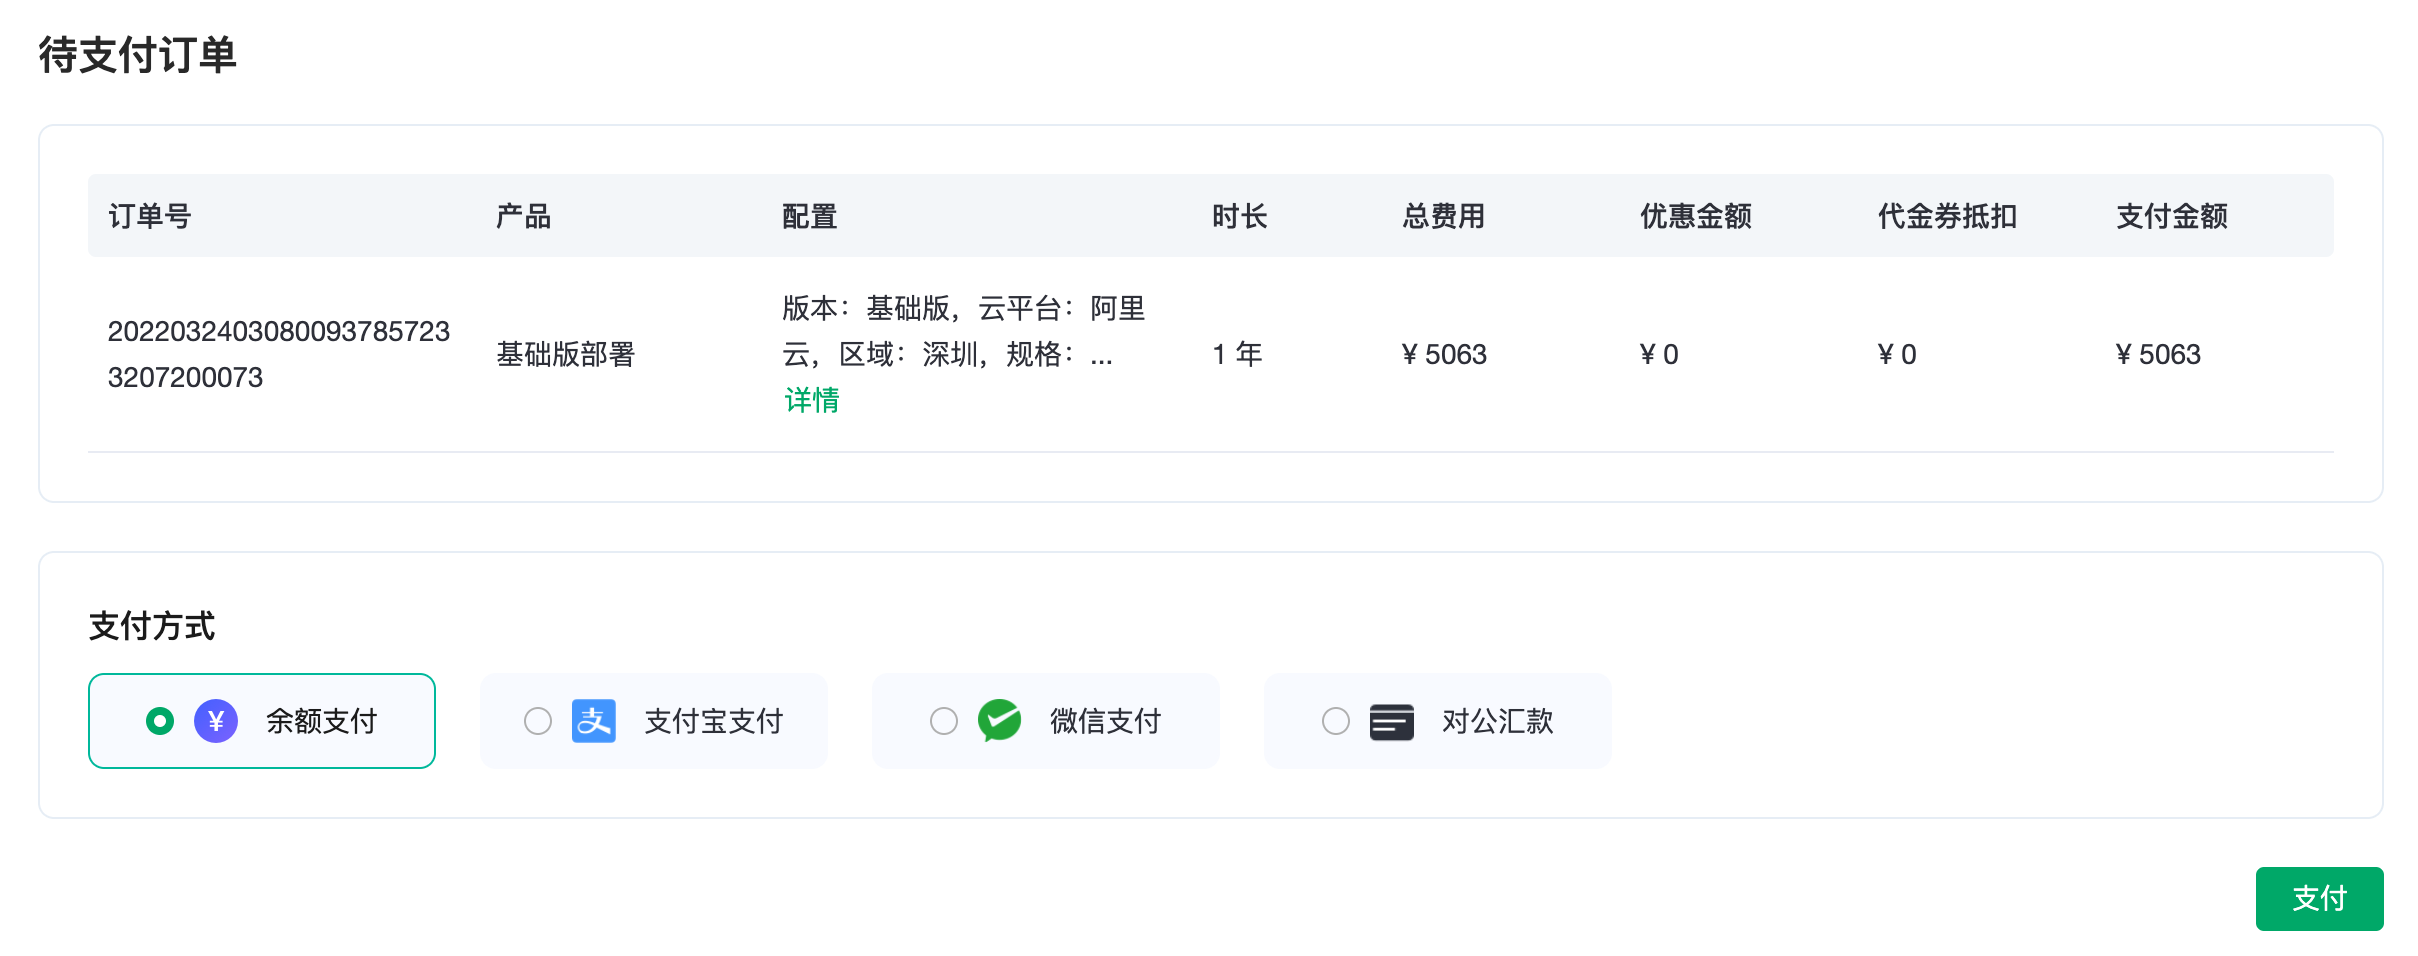 待支付订单
订单号 产品 配置 时长 总费用 优惠金额 代金券抵扣 支付金额
2022032403080093785723
3207200073
基础版部署
版本：基础版，云平台：阿里
云，区域：深圳，规格：...
详情
1 年
¥ 5063
¥ 0
¥ 0
¥ 5063
支付方式
¥ 余额支付
支 支付宝支付
微信支付
对公汇款
支付